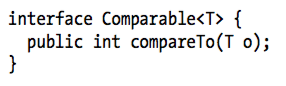 interface Comparable<T> {
  public int compareTo(T o);
}